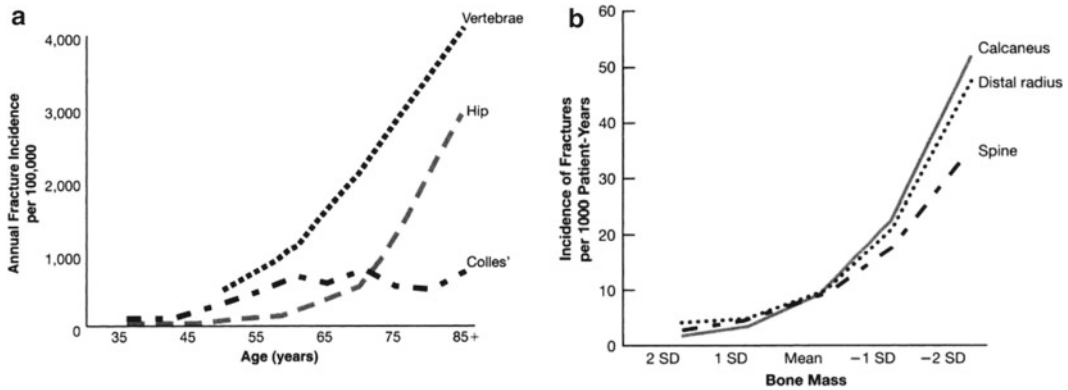 a
Annual Fracture Incidence
per 100,000
4,000
3,000
2,000
1,000
0
Vertebrae
Hip
Colles'
35
45
55
65
75
85+
Age (years)
b
Incidence of Fractures
per 1000 Patient-Years
60
50
40
30
20
10
0
Calcaneus
Distal radius
Spine
2 SD
1 SD
Mean
−1 SD
−2 SD
Bone Mass